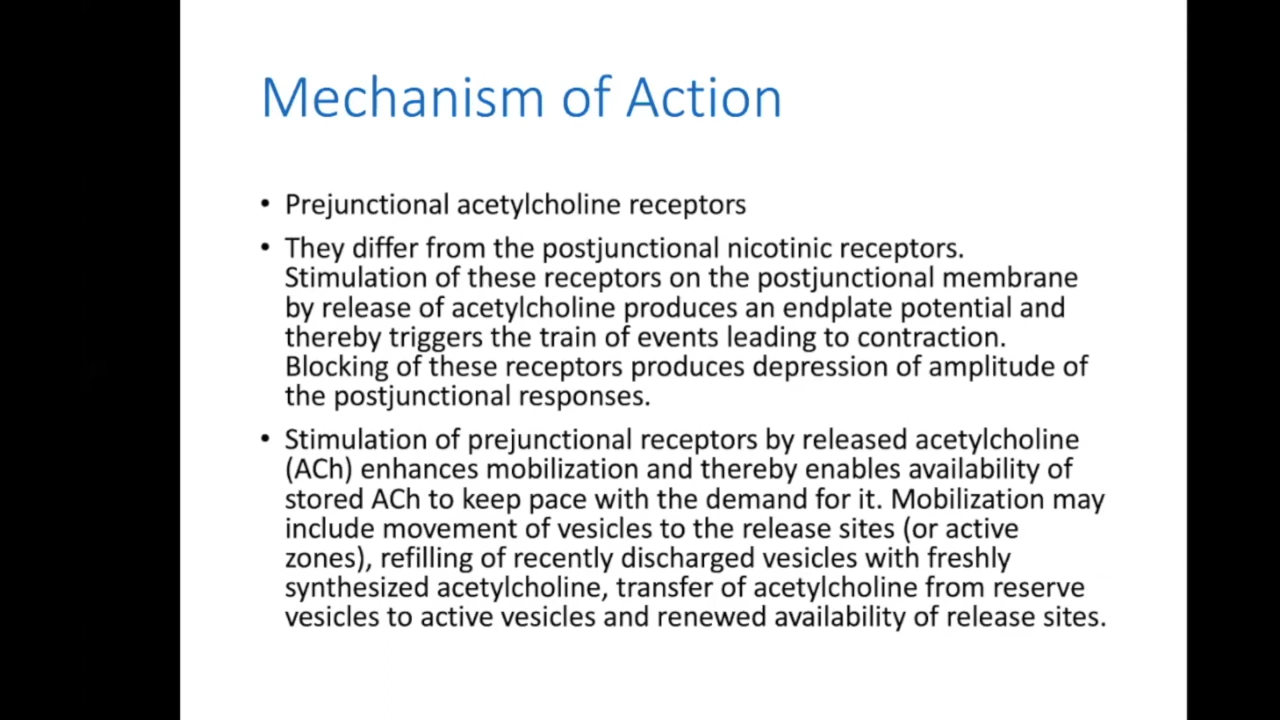 Mechanism of Action
• Prejunctional acetylcholine receptors
• They differ from the postjunctional nicotinic receptors.
Stimulation of these receptors on the postjunctional membrane
by release of acetylcholine produces an endplate potential and
thereby triggers the train of events leading to contraction.
Blocking of these receptors produces depression of amplitude of
the postjunctional responses.
• Stimulation of prejunctional receptors by released acetylcholine
(ACh) enhances mobilization and thereby enables availability of
stored ACh to keep pace with the demand for it. Mobilization may
include movement of vesicles to the release sites (or active
zones), refilling of recently discharged vesicles with freshly
synthesized acetylcholine, transfer of acetylcholine from reserve
vesicles to active vesicles and renewed availability of release sites.